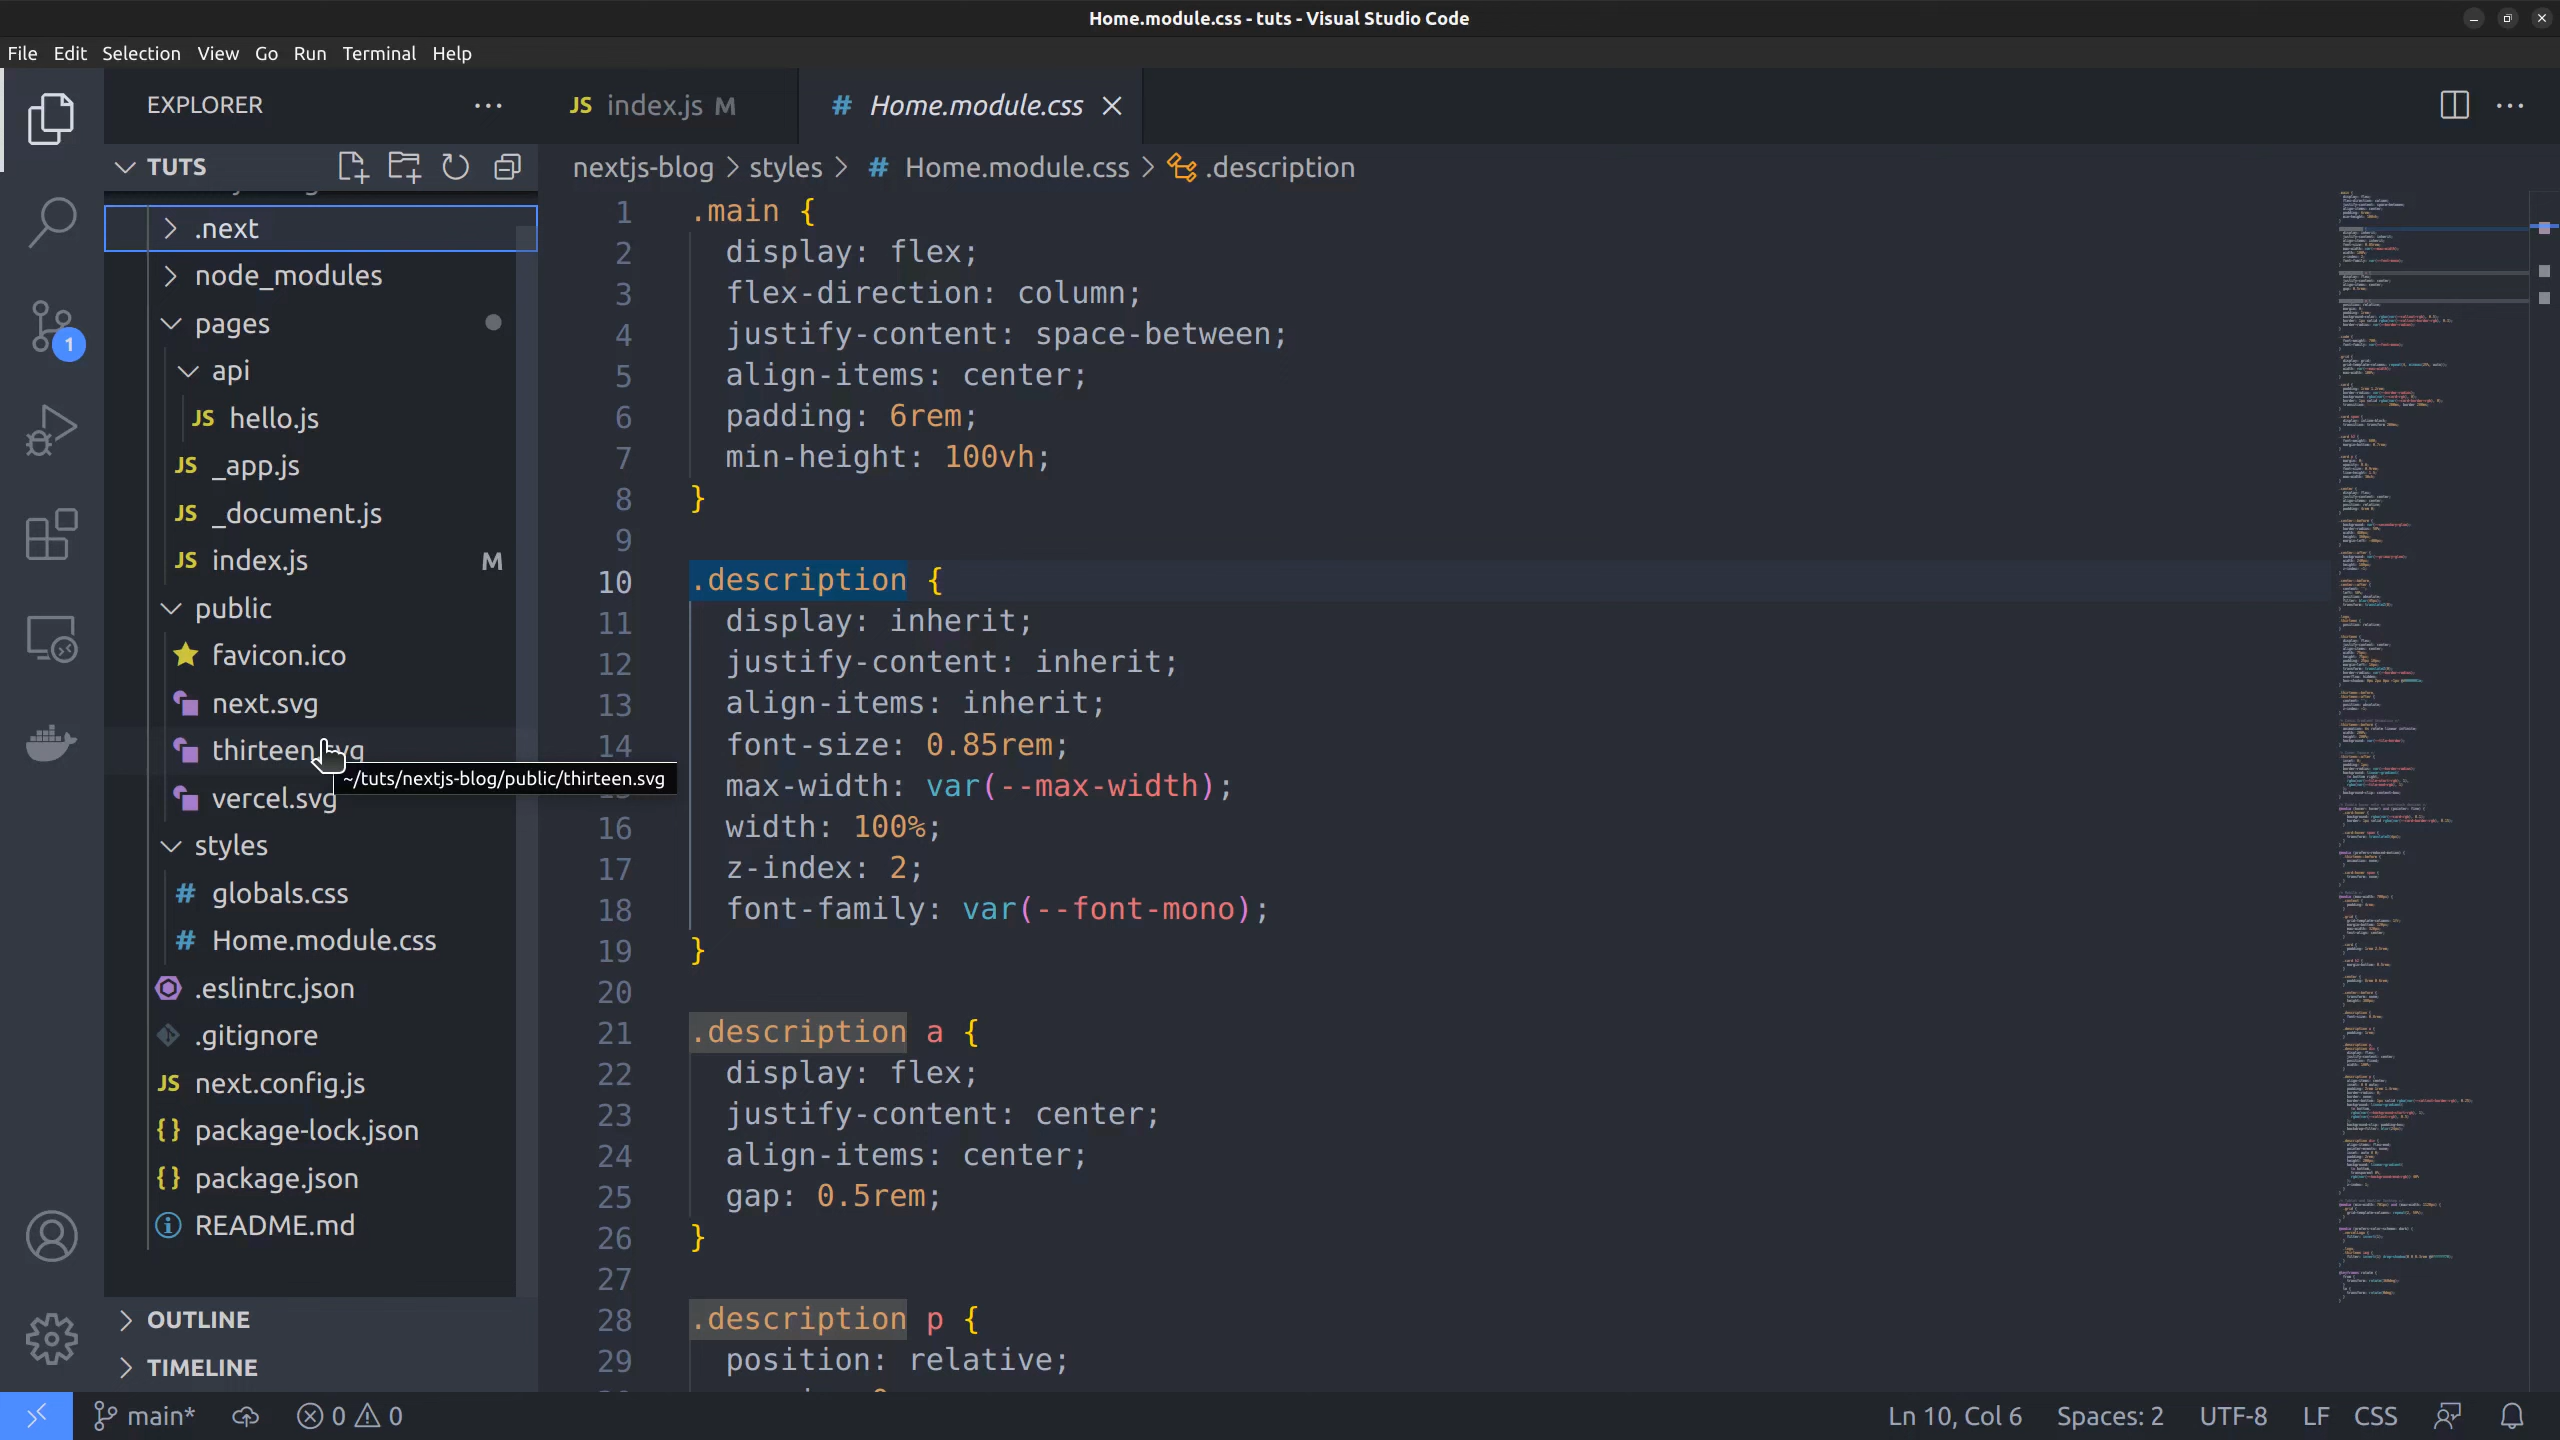 Home.module.css - tuts - Visual Studio Code
File Edit Selection View Go Run Terminal Help
EXPLORER
TUTS
.next
node_modules
pages
api
JS hello.js
JS _app.js
JS _document.js
JS index.js M
public
favicon.ico
next.svg
thirteen.svg
~/tuts/nextjs-blog/public/thirteen.svg
vercel.svg
styles
# globals.css
# Home.module.css
.eslintrc.json
.gitignore
JS next.config.js
{} package-lock.json
{} package.json
README.md
OUTLINE
TIMELINE
1
JS index.js M
# Home.module.css
nextjs-blog > styles > # Home.module.css > .description
1 .main {
2 display: flex;
3 flex-direction: column;
4 justify-content: space-between;
5 align-items: center;
6 padding: 6rem;
7 min-height: 100vh;
8 }
9
10 .description {
11 display: inherit;
12 justify-content: inherit;
13 align-items: inherit;
14 font-size: 0.85rem;
max-width: var(--max-width);
16 width: 100%;
17 z-index: 2;
18 font-family: var(--font-mono);
19 }
20
21 .description a {
22 display: flex;
23 justify-content: center;
24 align-items: center;
25 gap: 0.5rem;
26 }
27
28 .description p {
29 position: relative;
main* 0 0
Ln 10, Col 6 Spaces: 2 UTF-8 LF CSS